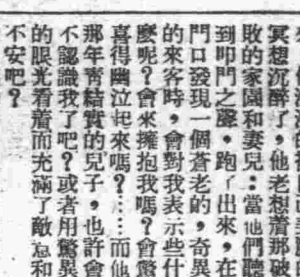 冥想沉醉了，他老想着那破
敗的家園和妻兒：當他們聽
到叩門之聲，跑了出來，在
門口發現一個蒼老的，奇異
的來客時，會對我表示些什
麼呢？會來擁抱我嗎？會驚
喜得幽泣起來嗎？……而他
那年靑結實的兒子，也許會
不認識我了吧？或者用驚異
的眼光看着而充滿了敵忌和
不安吧？